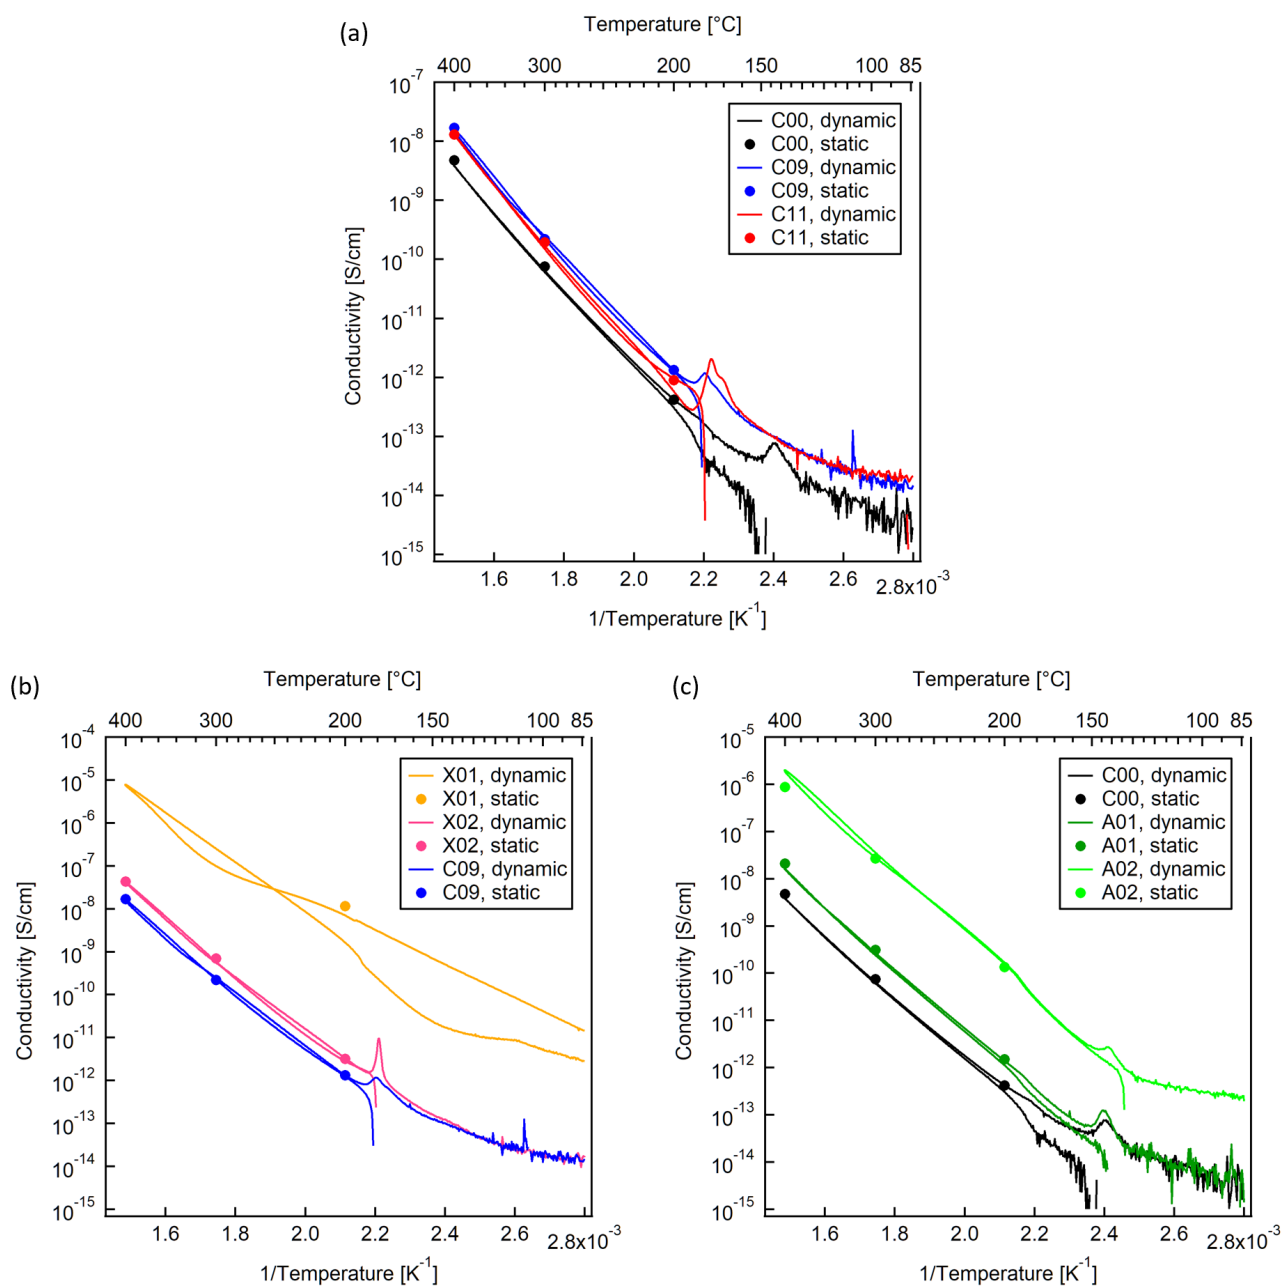 (a)
Temperature [°C]
400 300 200 150 100 85
10-7
10-8
10-9
10-10
10-11
10-12
10-13
10-14
10-15
Conductivity [S/cm]
C00, dynamic
C00, static
C09, dynamic
C09, static
C11, dynamic
C11, static
1.6 1.8 2.0 2.2 2.4 2.6 2.8x10-3
1/Temperature [K-1]
(b)
Temperature [°C]
400 300 200 150 100 85
10-4
10-5
10-6
10-7
10-8
10-9
10-10
10-11
10-12
10-13
10-14
10-15
Conductivity [S/cm]
X01, dynamic
X01, static
X02, dynamic
X02, static
C09, dynamic
C09, static
1.6 1.8 2.0 2.2 2.4 2.6 2.8x10-3
1/Temperature [K-1]
(c)
Temperature [°C]
400 300 200 150 100 85
10-5
10-6
10-7
10-8
10-9
10-10
10-11
10-12
10-13
10-14
10-15
Conductivity [S/cm]
C00, dynamic
C00, static
A01, dynamic
A01, static
A02, dynamic
A02, static
1.6 1.8 2.0 2.2 2.4 2.6 2.8x10-3
1/Temperature [K-1]